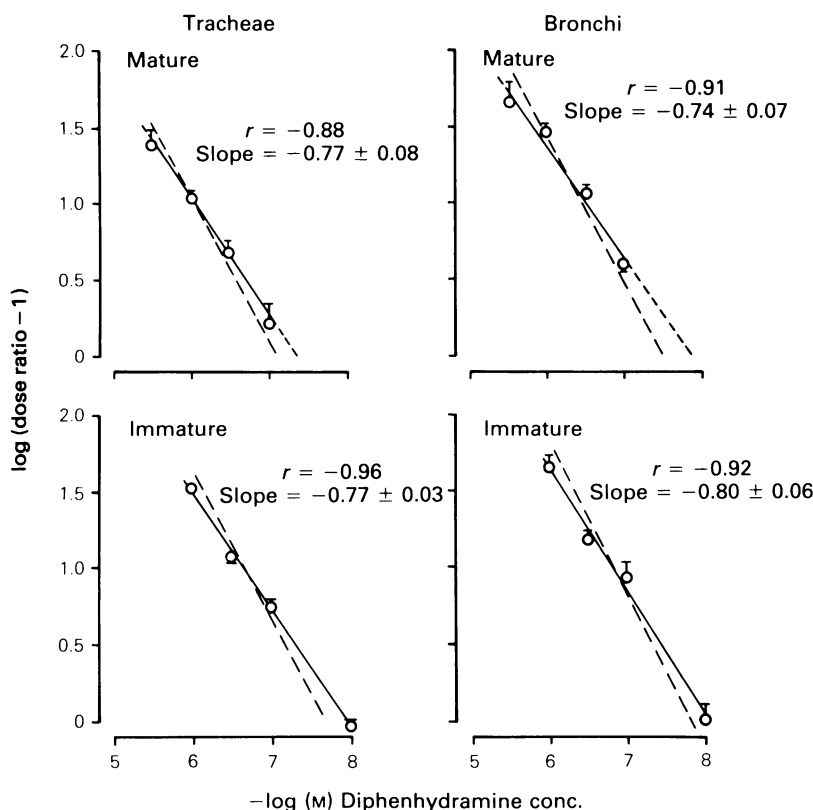 Tracheae
Bronchi
Mature
r = −0.88
Slope = −0.77 ± 0.08
Mature
r = −0.91
Slope = −0.74 ± 0.07
2.0
1.5
1.0
0.5
0
log (dose ratio−1)
Immature
r = −0.96
Slope = −0.77 ± 0.03
Immature
r = −0.92
Slope = −0.80 ± 0.06
2.0
1.5
1.0
0.5
0
5 6 7 8
5 6 7 8
−log (M) Diphenhydramine conc.